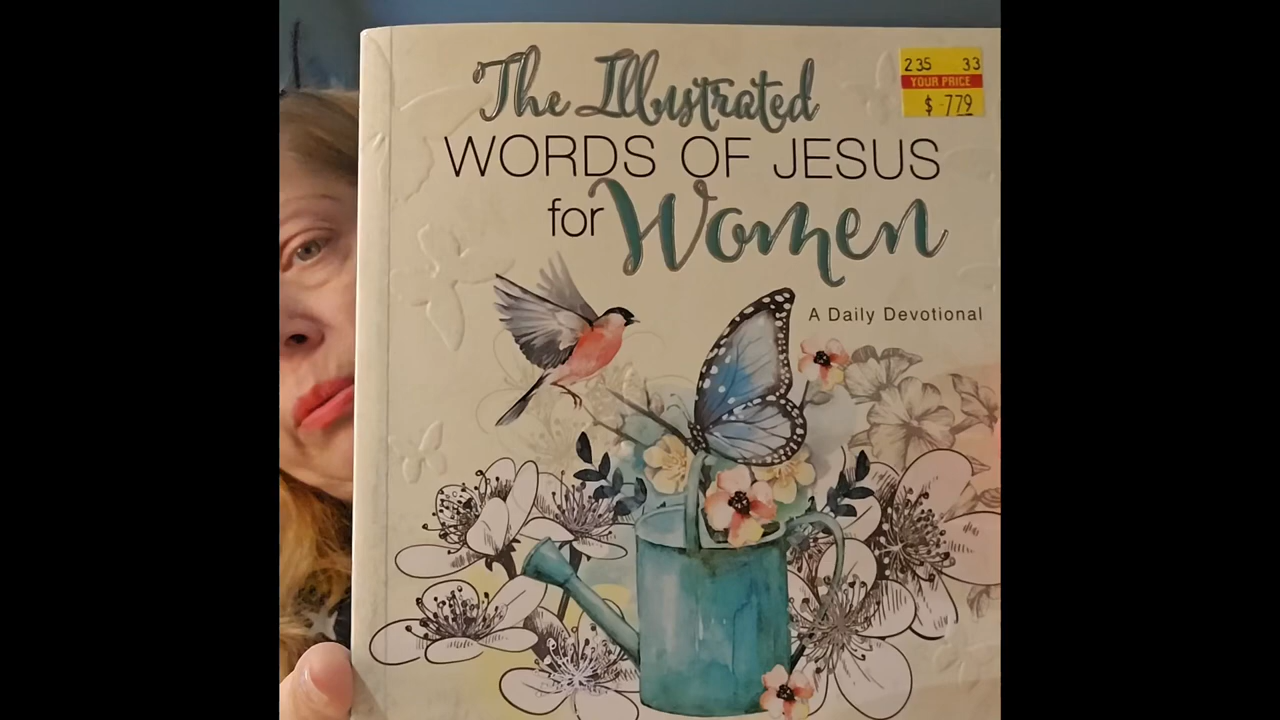 The Illustrated
WORDS OF JESUS
for Women
A Daily Devotional
235 33
YOUR PRICE
$ 779